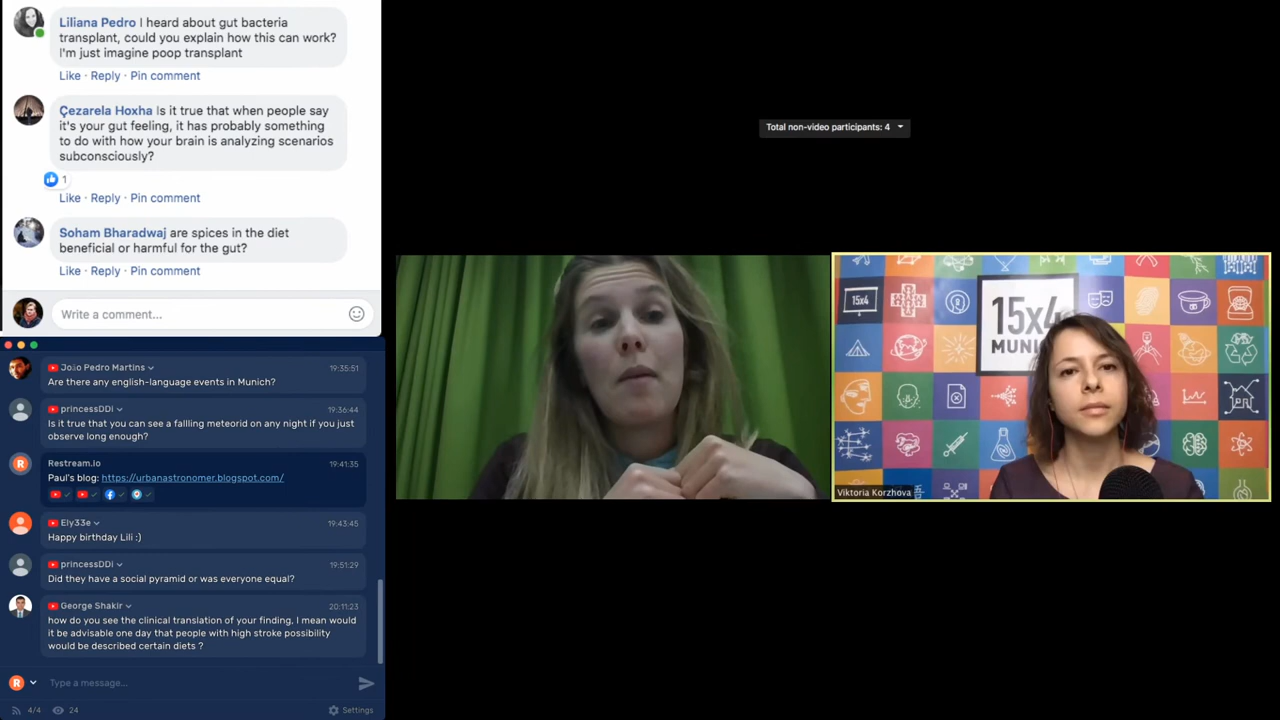 Liliana Pedro I heard about gut bacteria
transplant, could you explain how this can work?
I'm just imagine poop transplant
Like · Reply · Pin comment
Çezarela Hoxha Is it true that when people say
it's your gut feeling, it has probably something
to do with how your brain is analyzing scenarios
subconsciously?
1
Like · Reply · Pin comment
Soham Bharadwaj are spices in the diet
beneficial or harmful for the gut?
Like · Reply · Pin comment
Write a comment...
João Pedro Martins 19:35:51
Are there any english-language events in Munich?
princessDDi 19:36:44
Is it true that you can see a fallling meteorid on any night if you just
observe long enough?
Restream.io 19:41:35
Paul's blog: https://urbanastronomer.blogspot.com/
Ely33e 19:43:45
Happy birthday Lili :)
princessDDi 19:51:29
Did they have a social pyramid or was everyone equal?
George Shakir 20:11:23
how do you see the clinical translation of your finding, I mean would
it be advisable one day that people with high stroke possibility
would be described certain diets ?
R
Type a message...
4/4 24 Settings
Total non-video participants: 4
15x4
15x4
MUNI
Viktoria Korzhova